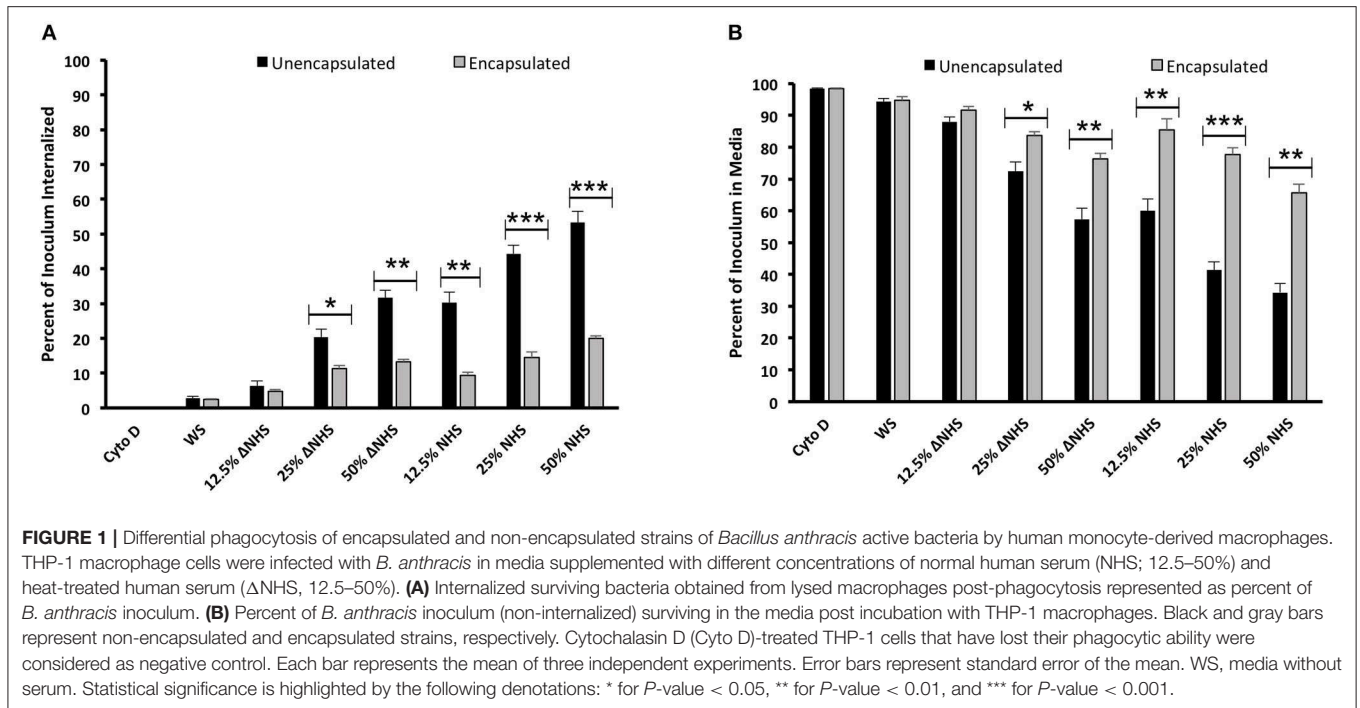 A
100
90
80
70
60
50
40
30
20
10
0
Percent of Inoculum Internalized
Unencapsulated Encapsulated
*
**
**
***
***
Cyto D
WS
12.5% ΔNHS
25% ΔNHS
50% ΔNHS
12.5% NHS
25% NHS
50% NHS
B
100
90
80
70
60
50
40
30
20
10
0
Percent of Inoculum in Media
Unencapsulated Encapsulated
*
**
**
***
**
Cyto D
WS
12.5% ΔNHS
25% ΔNHS
50% ΔNHS
12.5% NHS
25% NHS
50% NHS
FIGURE 1 | Differential phagocytosis of encapsulated and non-encapsulated strains of Bacillus anthracis active bacteria by human monocyte-derived macrophages.
THP-1 macrophage cells were infected with B. anthracis in media supplemented with different concentrations of normal human serum (NHS; 12.5–50%) and
heat-treated human serum (ΔNHS, 12.5–50%). (A) Internalized surviving bacteria obtained from lysed macrophages post-phagocytosis represented as percent of
B. anthracis inoculum. (B) Percent of B. anthracis inoculum (non-internalized) surviving in the media post incubation with THP-1 macrophages. Black and gray bars
represent non-encapsulated and encapsulated strains, respectively. Cytochalasin D (Cyto D)-treated THP-1 cells that have lost their phagocytic ability were
considered as negative control. Each bar represents the mean of three independent experiments. Error bars represent standard error of the mean. WS, media without
serum. Statistical significance is highlighted by the following denotations: * for P-value < 0.05, ** for P-value < 0.01, and *** for P-value < 0.001.